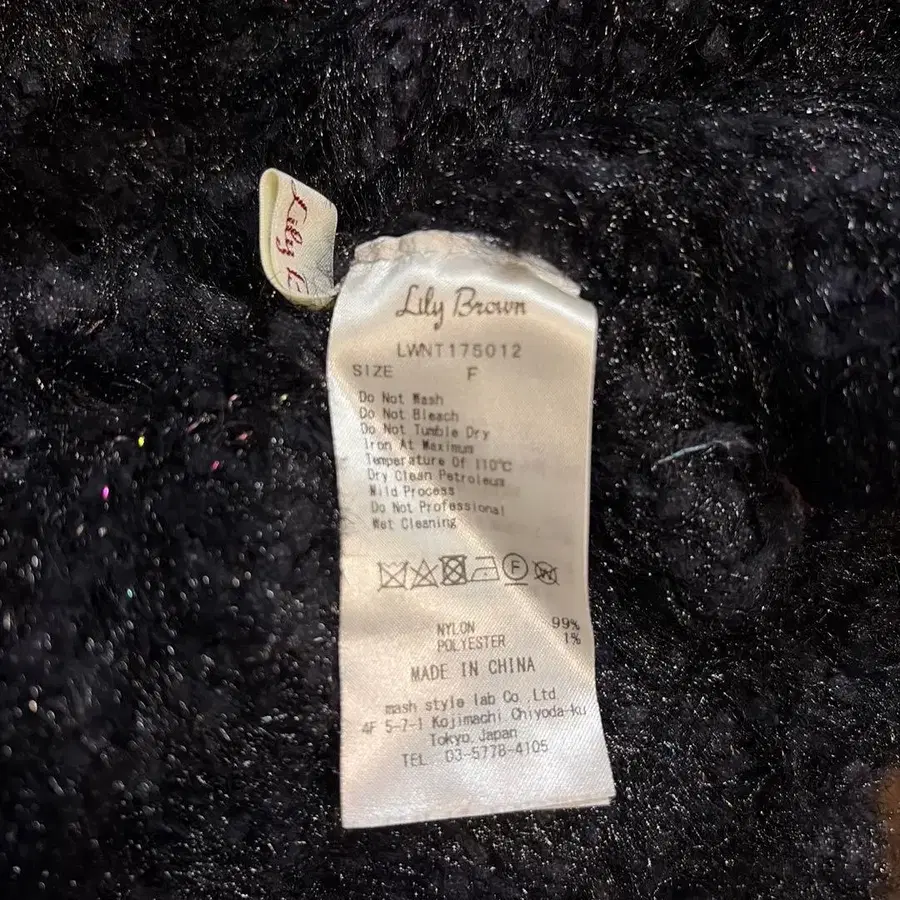 Lily B
Lily Brown
LWNT175012
SIZE F
Do Not Wash
Do Not Bleach
Do Not Tumble Dry
Iron At Maximum
Temperature Of 110℃
Dry Clean Petroleum
Mild Process
Do Not Professional
Wet Cleaning
F
W
NYLON 99%
POLYESTER 1%
MADE IN CHINA
mash style lab Co., Ltd.
4F 5-7-1 Kojimachi Chiyoda-ku
Tokyo, Japan
TEL 03-5778-4105